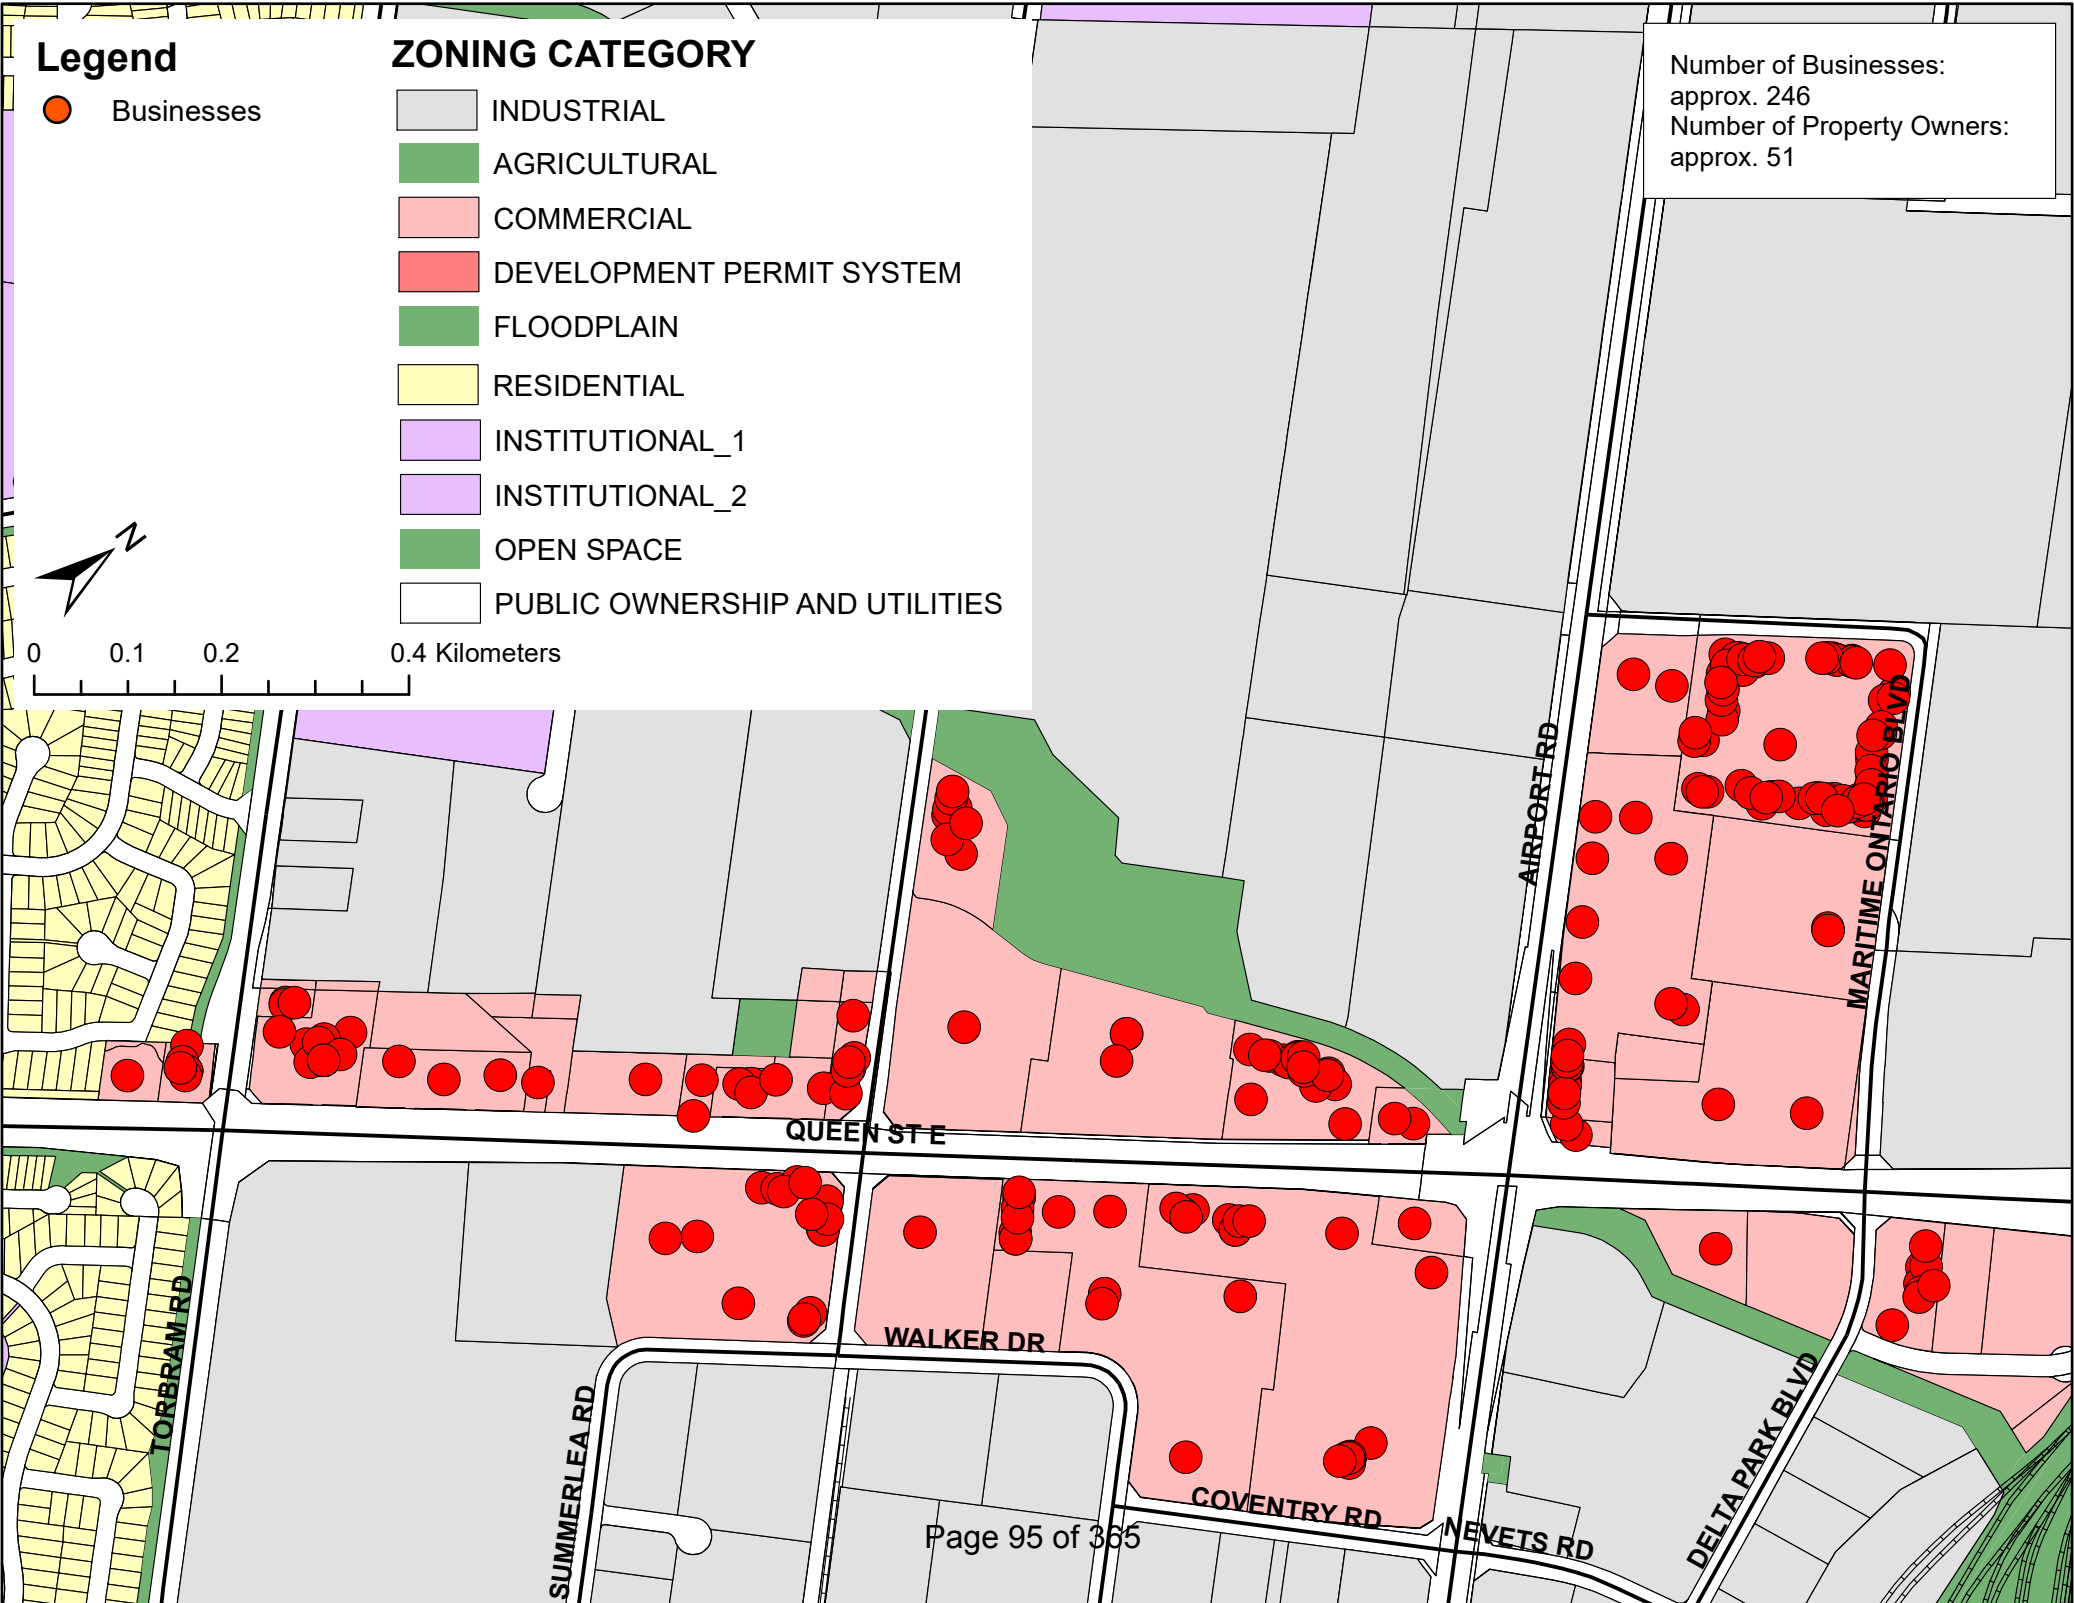 Legend
Businesses
ZONING CATEGORY
INDUSTRIAL
AGRICULTURAL
COMMERCIAL
DEVELOPMENT PERMIT SYSTEM
FLOODPLAIN
RESIDENTIAL
INSTITUTIONAL_1
INSTITUTIONAL_2
OPEN SPACE
PUBLIC OWNERSHIP AND UTILITIES
N
0 0.1 0.2 0.4 Kilometers
Number of Businesses:
approx. 246
Number of Property Owners:
approx. 51
AIRPORT RD
MARITIME ONTARIO BLVD
QUEEN ST E
TORBRAM RD
WALKER DR
SUMMERLEA RD
COVENTRY RD
NEVETS RD
DELTA PARK BLVD
Page 95 of 365